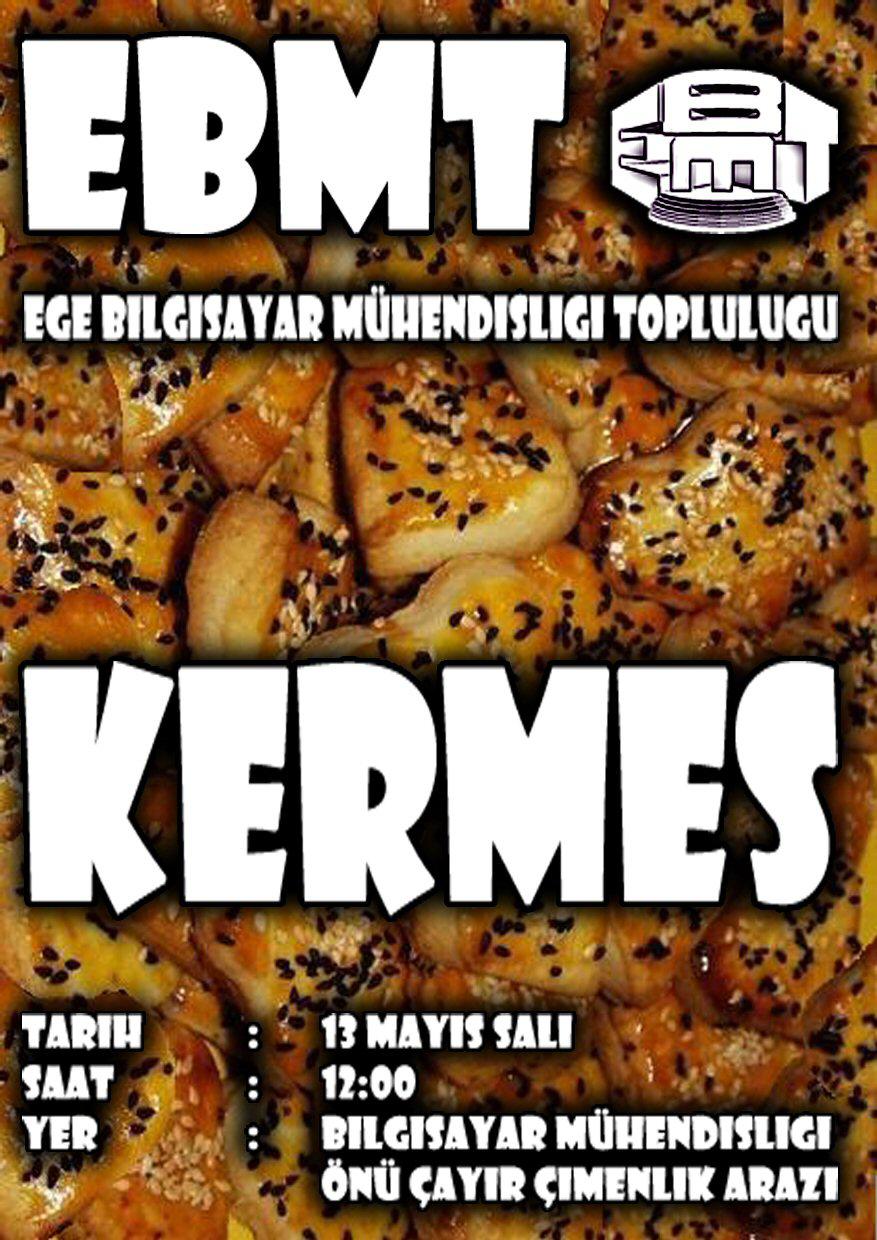 EBMT
EBMT
EGE BILGISAYAR MÜHENDISLIGI TOPLULUGU
KERMES
TARIH : 13 MAYIS SALI
SAAT : 12:00
YER : BILGISAYAR MÜHENDISLIGI
ÖNÜ ÇAYIR ÇIMENLIK ARAZI